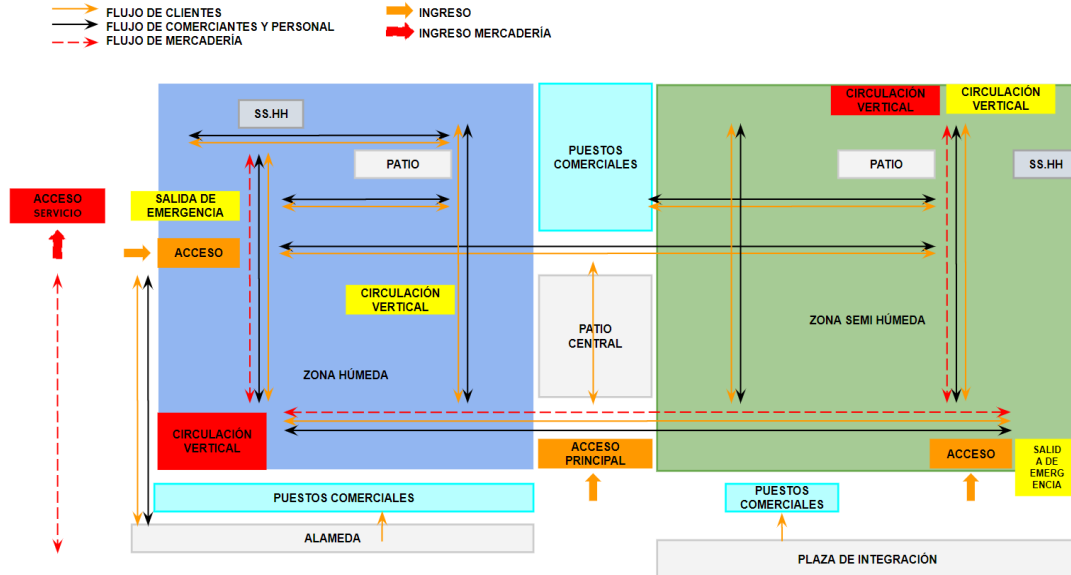 FLUJO DE CLIENTES
FLUJO DE COMERCIANTES Y PERSONAL
FLUJO DE MERCADERÍA
INGRESO
INGRESO MERCADERÍA
SS.HH
PATIO
ACCESO
SERVICIO
SALIDA DE
EMERGENCIA
ACCESO
CIRCULACIÓN
VERTICAL
ZONA HÚMEDA
CIRCULACIÓN
VERTICAL
PUESTOS COMERCIALES
ALAMEDA
PUESTOS
COMERCIALES
PATIO
CENTRAL
ACCESO
PRINCIPAL
CIRCULACIÓN
VERTICAL
CIRCULACIÓN
VERTICAL
PATIO
SS.HH
ZONA SEMI HÚMEDA
ACCESO
SALID
A DE
EMERG
ENCIA
PUESTOS
COMERCIALES
PLAZA DE INTEGRACIÓN